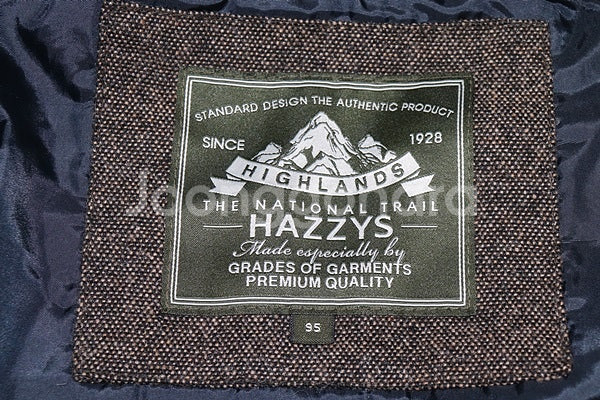 STANDARD DESIGN THE AUTHENTIC PRODUCT
SINCE 1928
HIGHLANDS
THE NATIONAL TRAIL
HAZZYS
Made especially by
GRADES OF GARMENTS
PREMIUM QUALITY
95